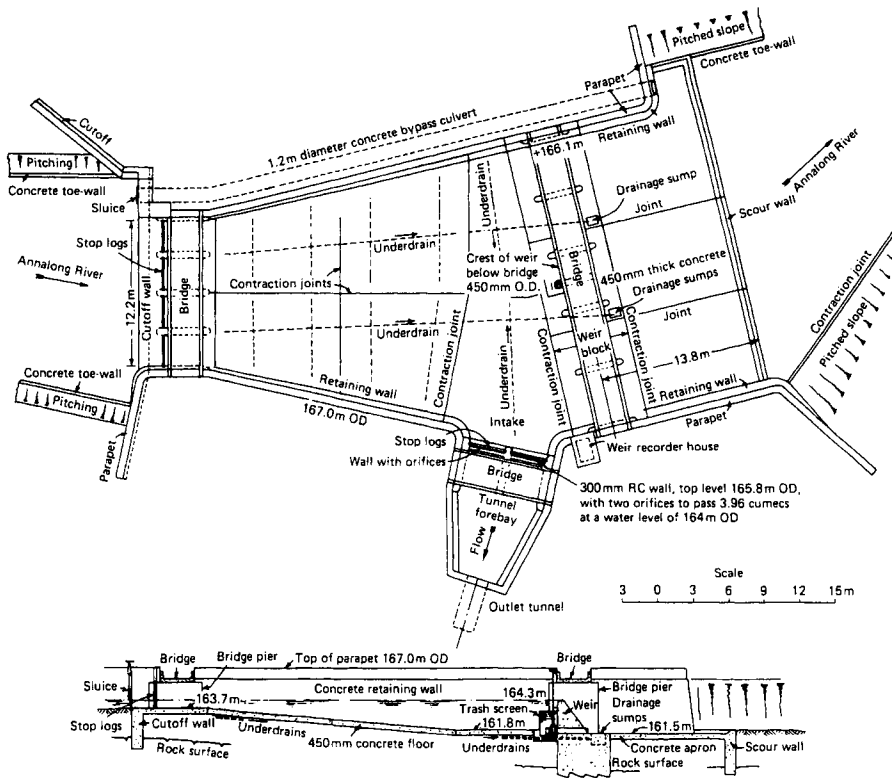 Pitched slope
Concrete toe-wall
Parapet
Retaining wall
Cutoff
1.2m diameter concrete bypass culvert
+166.1m
Annalong River
Pitching
Concrete toe-wall
Sluice
Drainage sump
Joint
Scour wall
Underdrain
Underdrain
Stop logs
Crest of weir
below bridge
450mm O.D.
Bridge
450mm thick concrete
Drainage sumps
Annalong River
Contraction joints
12.2m
Cutoff wall
Bridge
Contraction joint
Pitched slope
Underdrain
Joint
Weir
block
Contraction joint
13.8m
Concrete toe-wall
Pitching
Retaining wall
167.0m OD
Contraction joint
Underdrain
Contraction joint
Retaining wall
Parapet
Parapet
Intake
Stop logs
Wall with orifices
Weir recorder house
Bridge
300mm RC wall, top level 165.8m OD,
with two orifices to pass 3.96 cumecs
at a water level of 164m OD
Tunnel
forebay
Flow
Outlet tunnel
Scale
3 0 3 6 9 12 15m
Bridge
Bridge pier
Top of parapet 167.0m OD
Bridge
Sluice
Concrete retaining wall
164.3m
Bridge pier
163.7m
Trash screen
Weir
Drainage
sumps
Stop logs
Cutoff wall
161.8m
161.5m
Underdrains
Rock surface
450mm concrete floor
Underdrains
Concrete apron
Rock surface
Scour wall